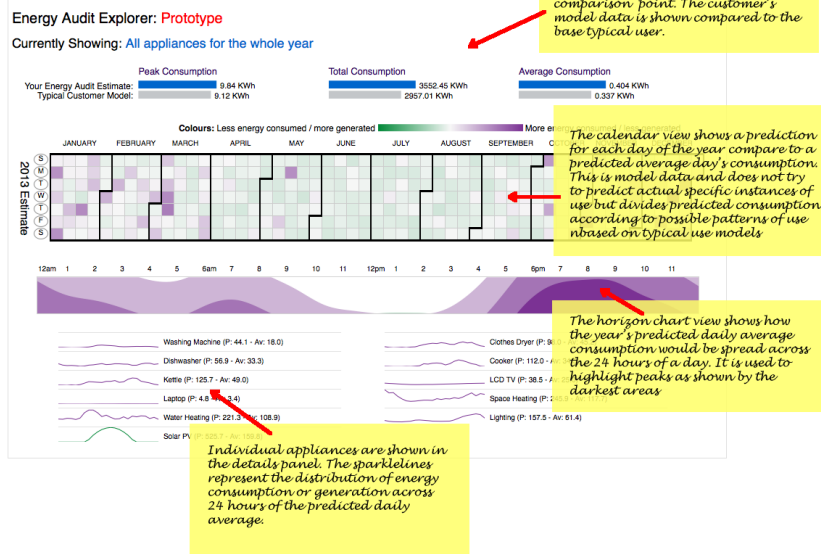 comparison point. The customer's
model data is shown compared to the
base typical user.
Energy Audit Explorer: Prototype
Currently Showing: All appliances for the whole year
Peak Consumption
Total Consumption
Average Consumption
Your Energy Audit Estimate:
9.84 KWh
3552.45 KWh
0.404 KWh
Typical Customer Model:
9.12 KWh
2957.01 KWh
0.337 KWh
Colours: Less energy consumed / more generated
More energy consumed / less generated
JANUARY FEBRUARY MARCH APRIL MAY JUNE JULY AUGUST SEPTEMBER
2013 Estimate
S
M
T
W
T
F
S
The calendar view shows a prediction
for each day of the year compare to a
predicted average day's consumption.
This is model data and does not try
to predict actual specific instances of
use but divides predicted consumption
according to possible patterns of use
nbased on typical use models
12am 1 2 3 4 5 6am 7 8 9 10 11 12pm 1 2 3 4 5 6pm 7 8 9 10 11
The horizon chart view shows how
the year's predicted daily average
consumption would be spread across
the 24 hours of a day. It is used to
highlight peaks as shown by the
darkest areas
Washing Machine (P: 44.1 - Av: 18.0)
Dishwasher (P: 56.9 - Av: 33.3)
Kettle (P: 125.7 - Av: 49.0)
Laptop (P: 4.8 3.4)
Water Heating (P: 221.3 108.9)
Solar PV
Clothes Dryer (P:
Cooker (P: 112.0 -
LCD TV (P: 38.5 -
Space Heating (P:
Lighting (P: 157.5 - Av: 61.4)
Individual appliances are shown in
the details panel. The sparklelines
represent the distribution of energy
consumption or generation across
24 hours of the predicted daily
average.